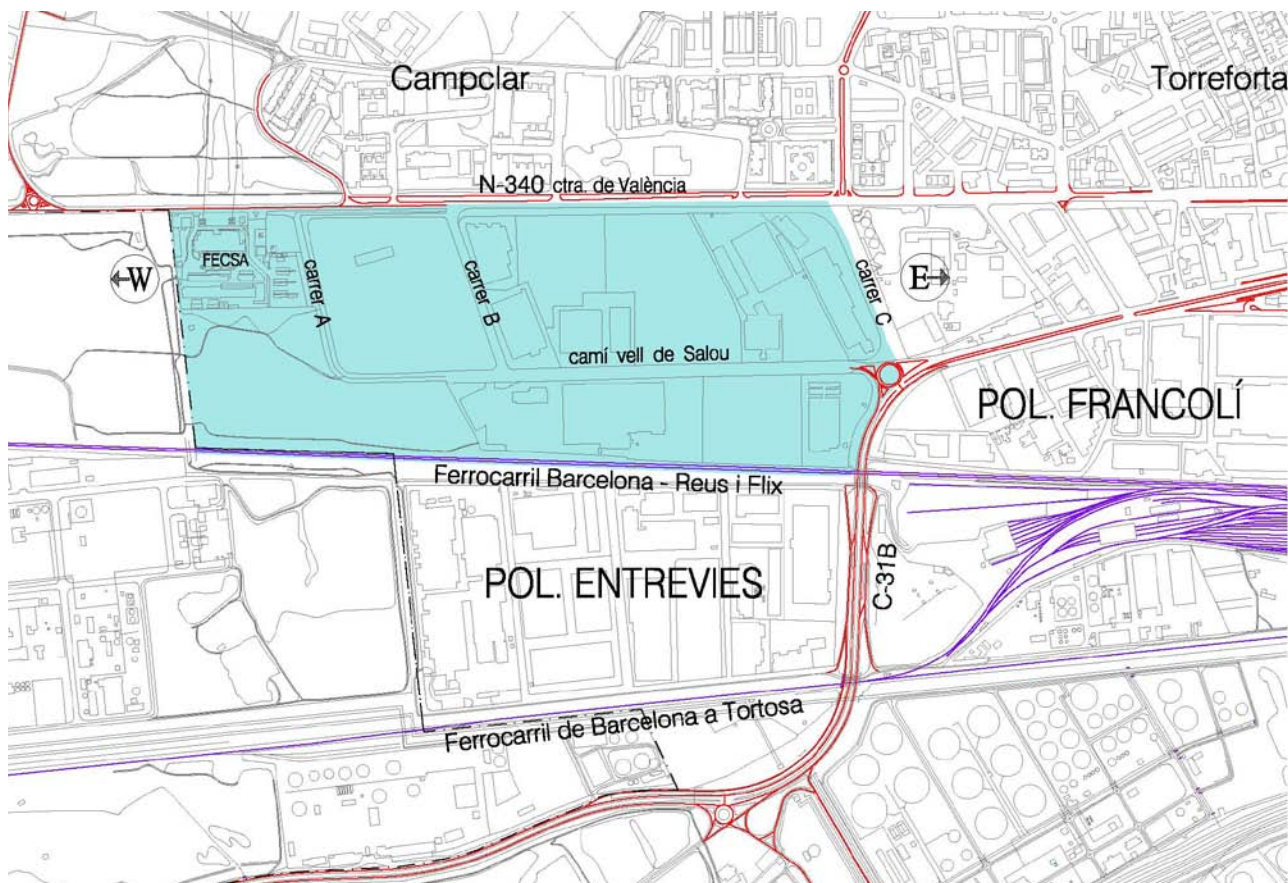 Campclar
Torreforta
N-340 ctra. de València
W
FECSA
carrer A
carrer B
carrer C
E
camí vell de Salou
POL. FRANCOLÍ
Ferrocarril Barcelona - Reus i Flix
POL. ENTREVIES
C-31B
Ferrocarril de Barcelona a Tortosa